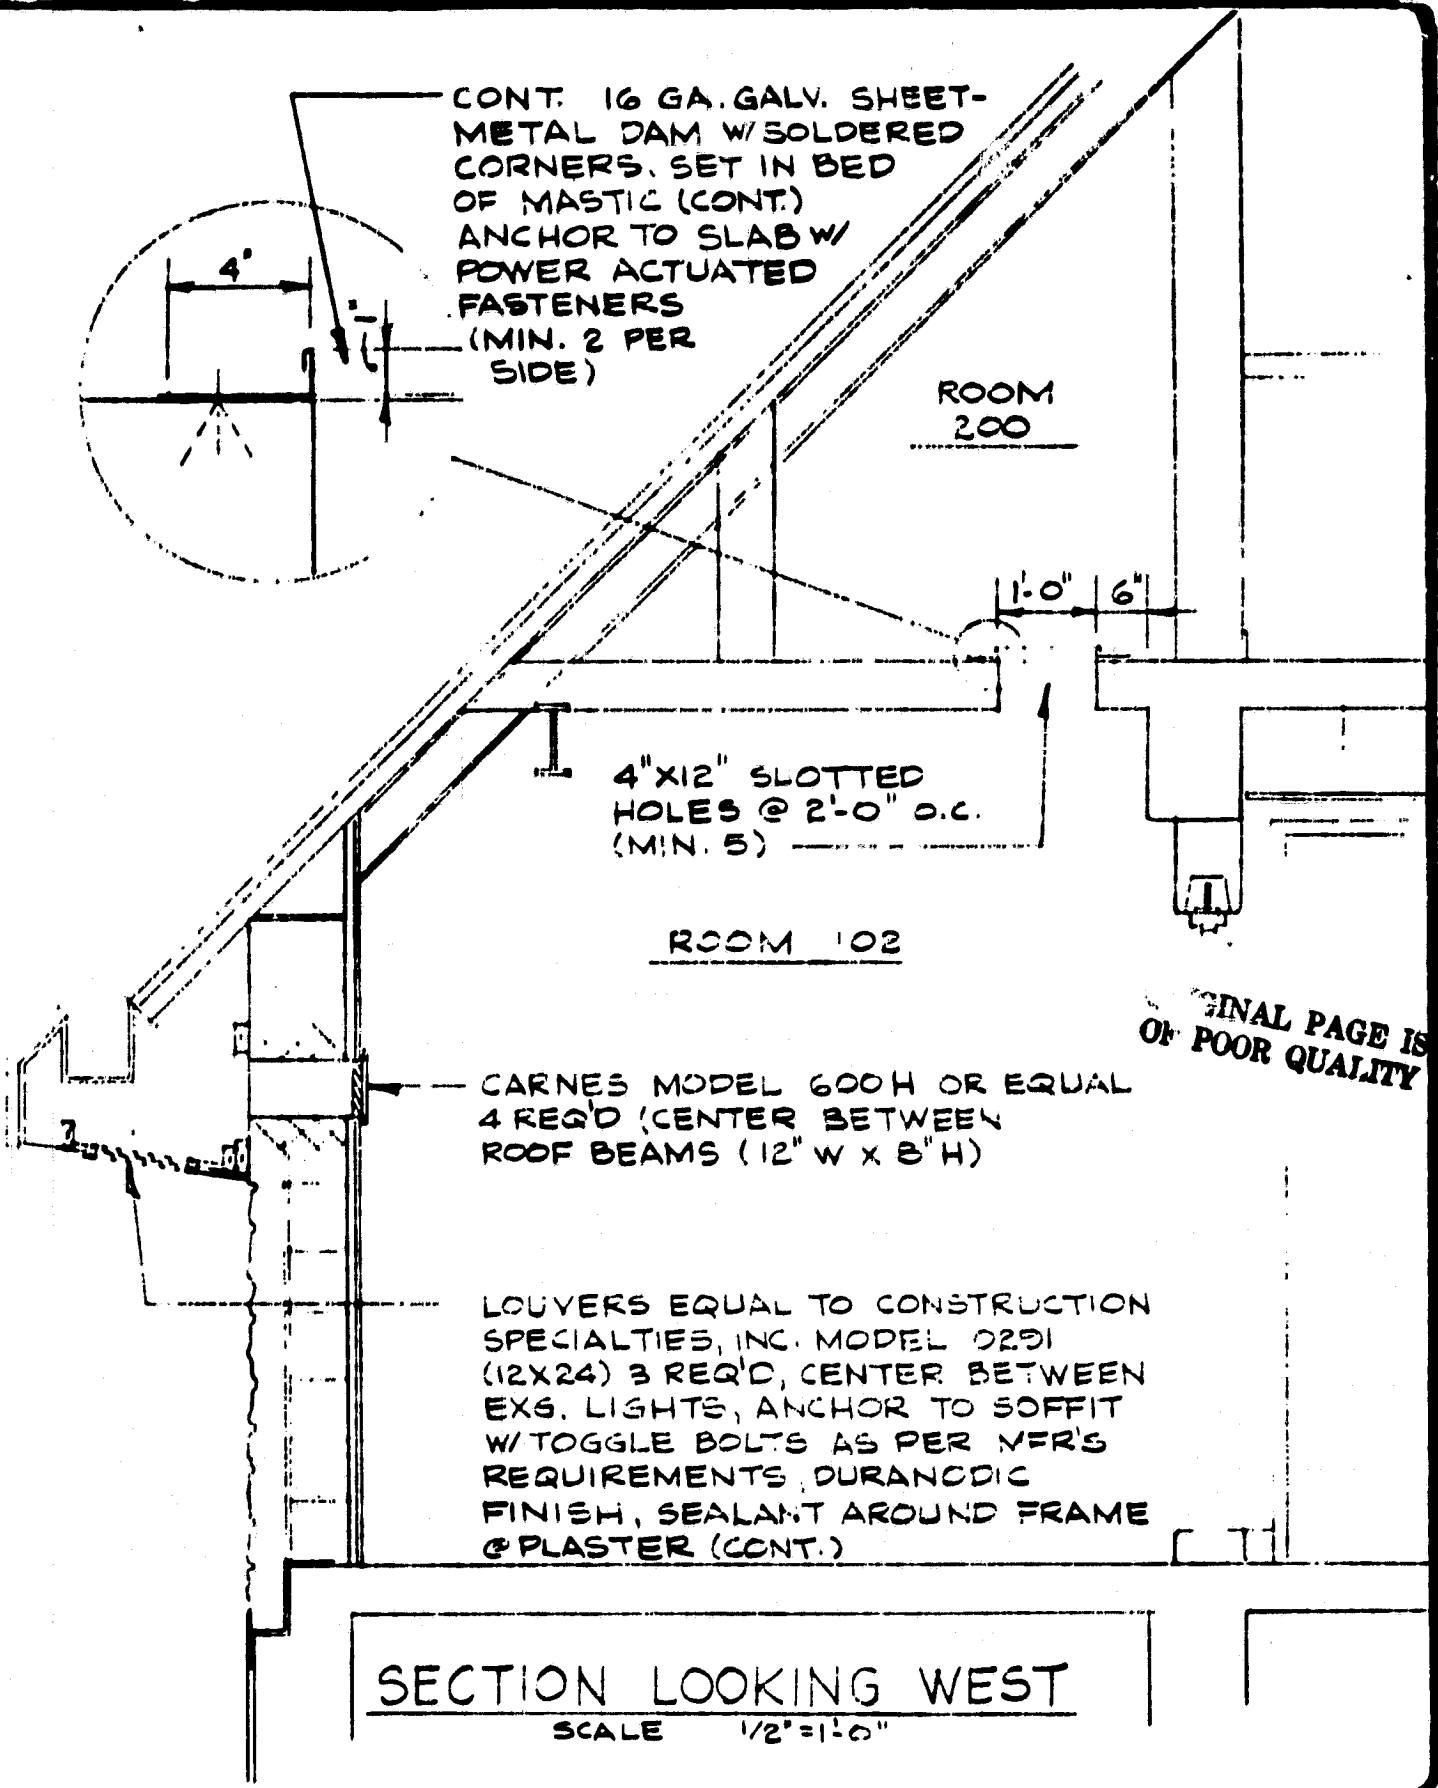 CONT. 16 GA. GALV. SHEET-
METAL DAM W/ SOLDERED
CORNERS. SET IN BED
OF MASTIC (CONT.)
ANCHOR TO SLAB W/
POWER ACTUATED
FASTENERS
(MIN. 2 PER
SIDE)
4"
ROOM
200
1'-0"
6"
4"X12" SLOTTED
HOLES @ 2'-0" O.C.
(MIN. 5)
ROOM 102
PAGE IS
OF POOR QUALITY
CARNES MODEL 600H OR EQUAL
4 REQ'D (CENTER BETWEEN
ROOF BEAMS (12" W X 8" H)
LOUVERS EQUAL TO CONSTRUCTION
SPECIALTIES, INC. MODEL
(12X24) 3 REQ'D, CENTER BETWEEN
EXG. LIGHTS, ANCHOR TO SOFFIT
W/ TOGGLE BOLTS AS PER MFR'S
REQUIREMENTS, DURANODIC
FINISH, SEALANT AROUND FRAME
@ PLASTER (CONT.)
SECTION LOOKING WEST
SCALE 1/2"=1'-0"